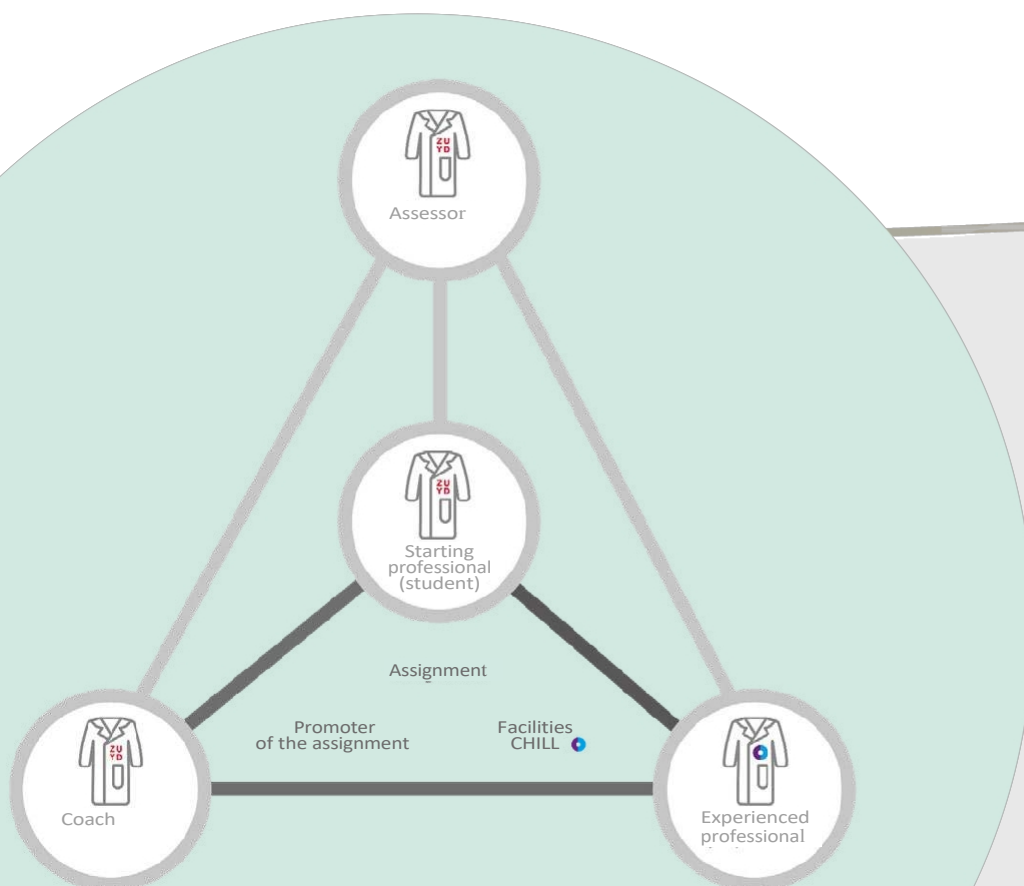 ZU
YD
Assessor
ZU
YD
Starting
professional
(student)
Assignment
Promoter
of the assignment
Facilities
CHILL
ZU
YD
Coach
Experienced
professional